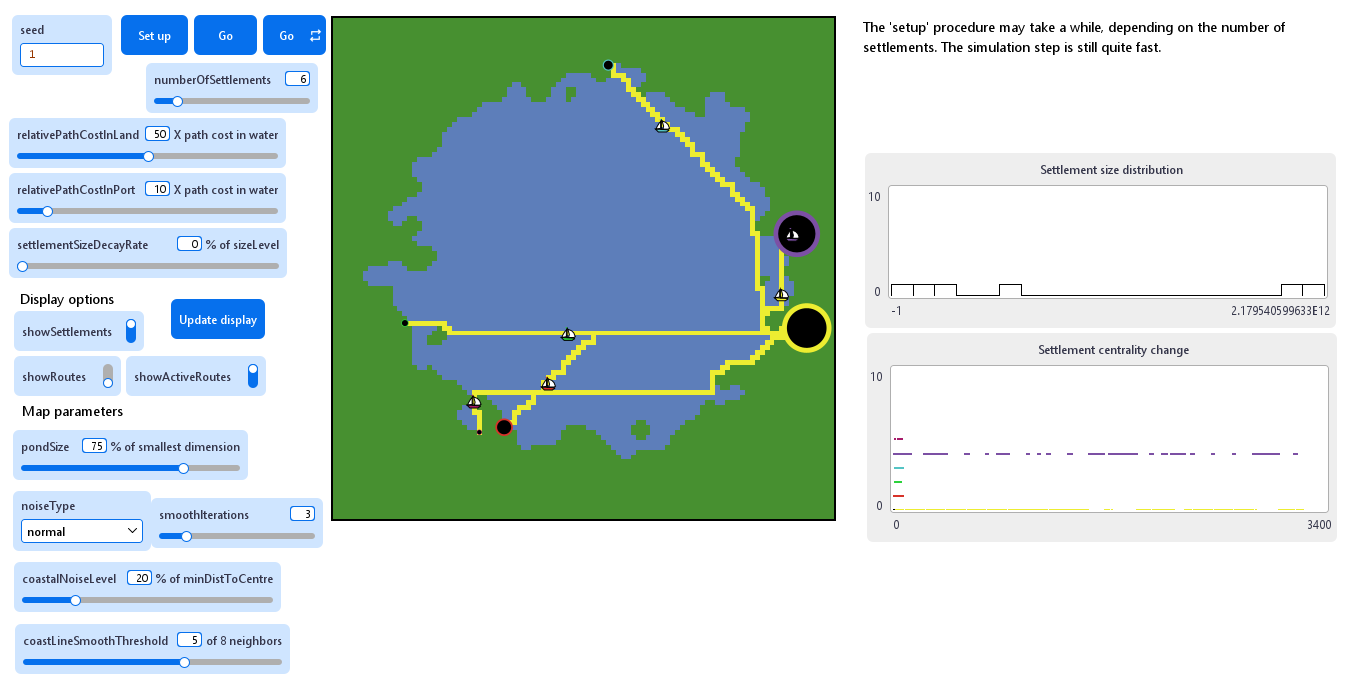 seed
1
Set up
Go
Go
numberOfSettlements 6
relativePathCostInLand 50 X path cost in water
relativePathCostInPort 10 X path cost in water
settlementSizeDecayRate 0 % of sizeLevel
Display options
showSettlements
Update display
showRoutes
showActiveRoutes
Map parameters
pondSize 75 % of smallest dimension
noiseType
normal
smoothIterations 3
coastalNoiseLevel 20 % of minDistToCentre
coastLineSmoothThreshold 5 of 8 neighbors
The 'setup' procedure may take a while, depending on the number of
settlements. The simulation step is still quite fast.
Settlement size distribution
10
0
-1 2.179540599633E12
Settlement centrality change
10
0
0 3400